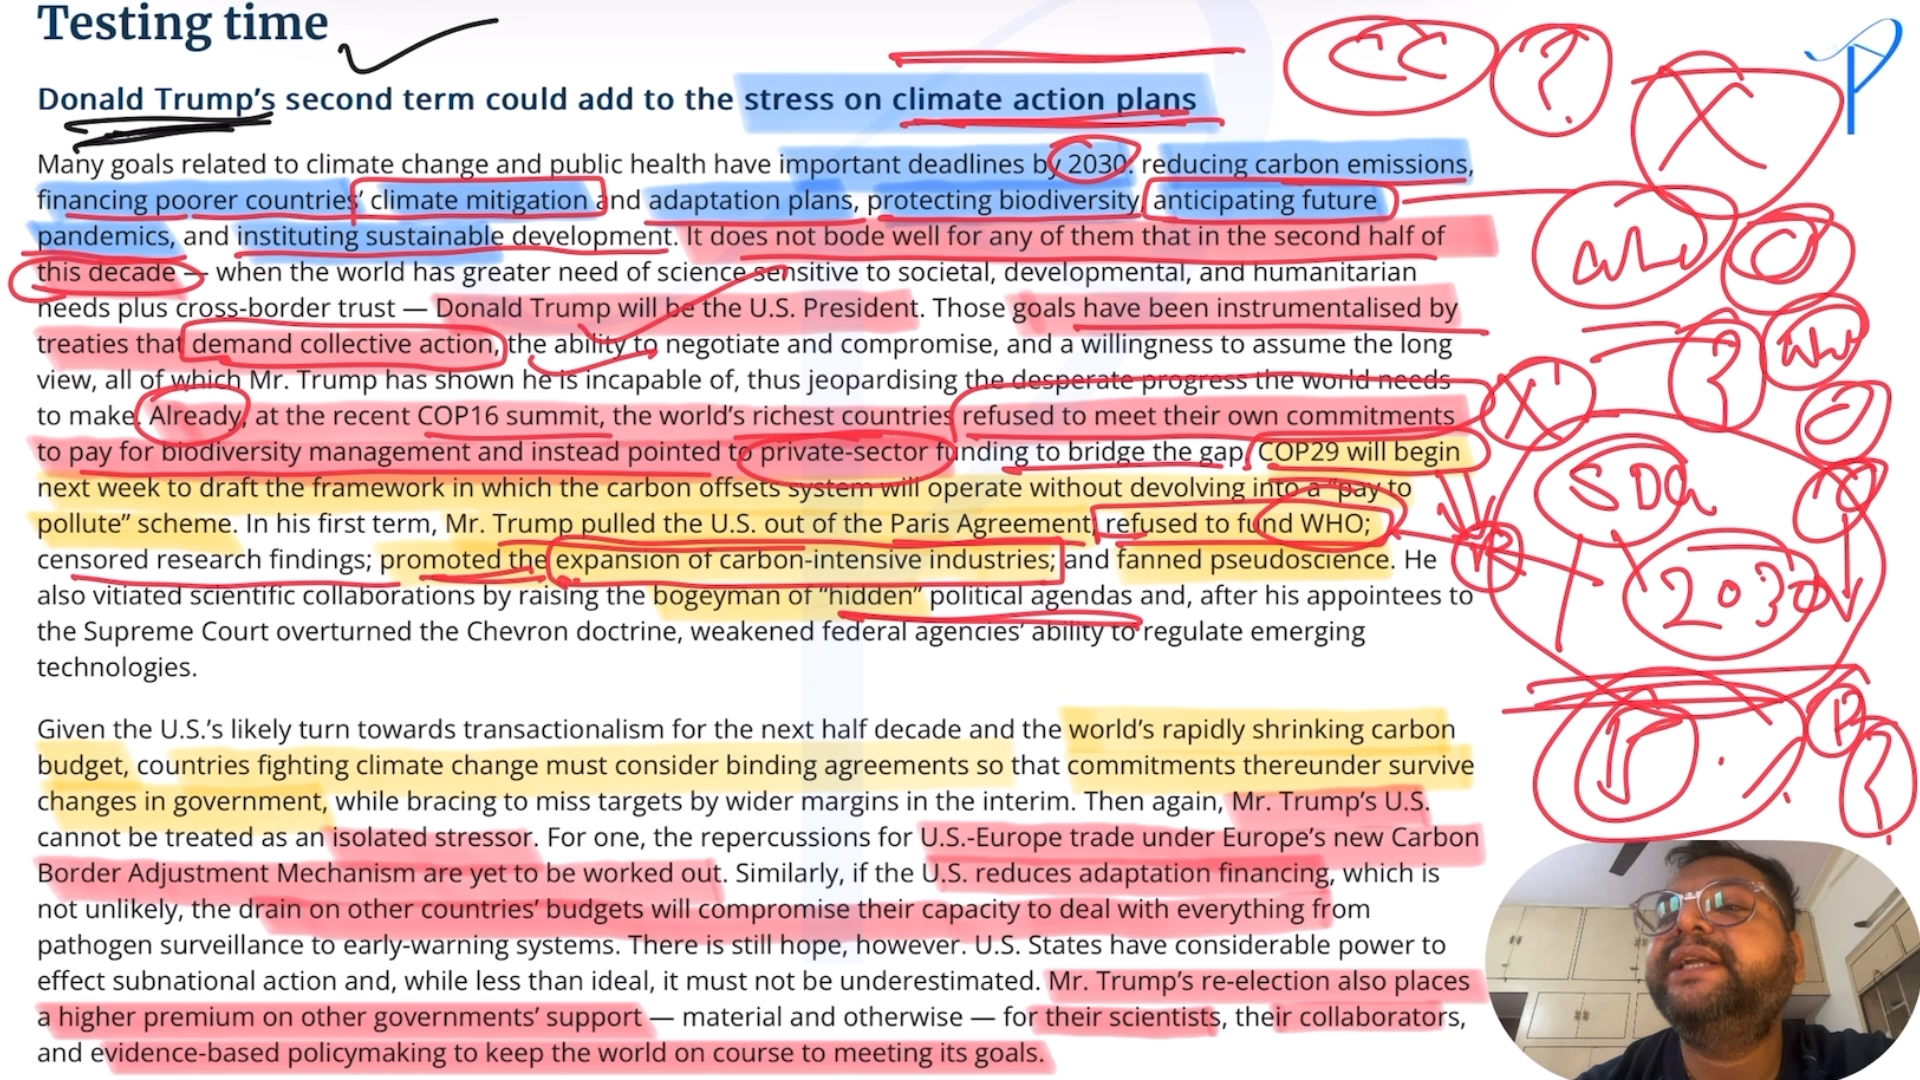 Testing time
Donald Trump's second term could add to the stress on climate action plans
Many goals related to climate change and public health have important deadlines by 2030: reducing carbon emissions,
financing poorer countries' climate mitigation and adaptation plans, protecting biodiversity, anticipating future
pandemics, and instituting sustainable development. It does not bode well for any of them that in the second half of
this decade — when the world has greater need of science sensitive to societal, developmental, and humanitarian
needs plus cross-border trust — Donald Trump will be the U.S. President. Those goals have been instrumentalised by
treaties that demand collective action, the ability to negotiate and compromise, and a willingness to assume the long
view, all of which Mr. Trump has shown he is incapable of, thus jeopardising the desperate progress the world needs
to make. Already, at the recent COP16 summit, the world's richest countries refused to meet their own commitments
to pay for biodiversity management and instead pointed to private-sector funding to bridge the gap. COP29 will begin
next week to draft the framework in which the carbon offsets system will operate without devolving into a "pay to
pollute" scheme. In his first term, Mr. Trump pulled the U.S. out of the Paris Agreement; refused to fund WHO;
censored research findings; promoted the expansion of carbon-intensive industries; and fanned pseudoscience. He
also vitiated scientific collaborations by raising the bogeyman of "hidden" political agendas and, after his appointees to
the Supreme Court overturned the Chevron doctrine, weakened federal agencies' ability to regulate emerging
technologies.
Given the U.S.'s likely turn towards transactionalism for the next half decade and the world's rapidly shrinking carbon
budget, countries fighting climate change must consider binding agreements so that commitments thereunder survive
changes in government, while bracing to miss targets by wider margins in the interim. Then again, Mr. Trump's U.S.
cannot be treated as an isolated stressor. For one, the repercussions for U.S.-Europe trade under Europe's new Carbon
Border Adjustment Mechanism are yet to be worked out. Similarly, if the U.S. reduces adaptation financing, which is
not unlikely, the drain on other countries' budgets will compromise their capacity to deal with everything from
pathogen surveillance to early-warning systems. There is still hope, however. U.S. States have considerable power to
effect subnational action and, while less than ideal, it must not be underestimated. Mr. Trump's re-election also places
a higher premium on other governments' support — material and otherwise — for their scientists, their collaborators,
and evidence-based policymaking to keep the world on course to meeting its goals.
CC
?
X
P
WHO
WHO
X
SDG
2030